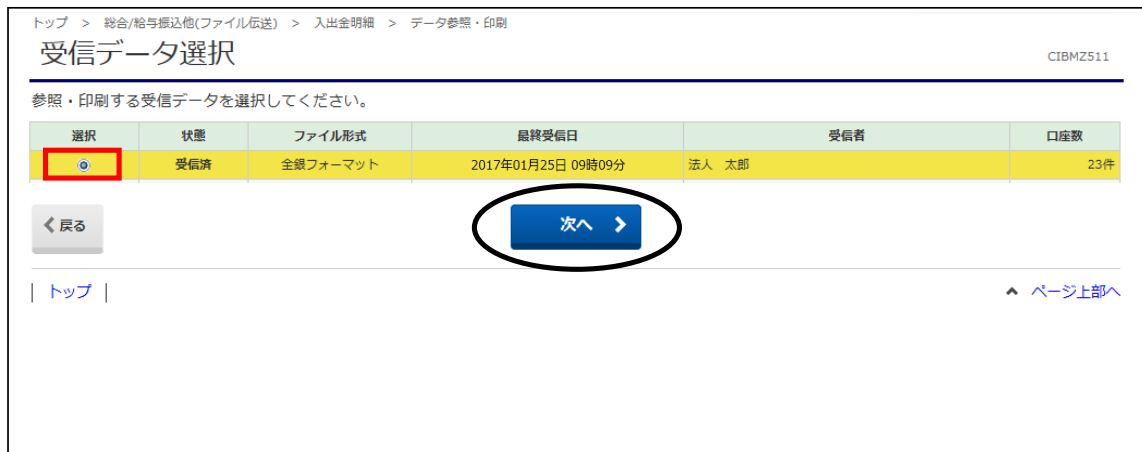 トップ > 総合/給与振込他(ファイル伝送) > 入出金明細 > データ参照・印刷
受信データ選択 CIBMZ511
参照・印刷する受信データを選択してください。
選択 状態 ファイル形式 最終受信日 受信者 口座数
受信済 全銀フォーマット 2017年01月25日 09時09分 法人 太郎 23件
戻る 次へ
| トップ | ページ上部へ